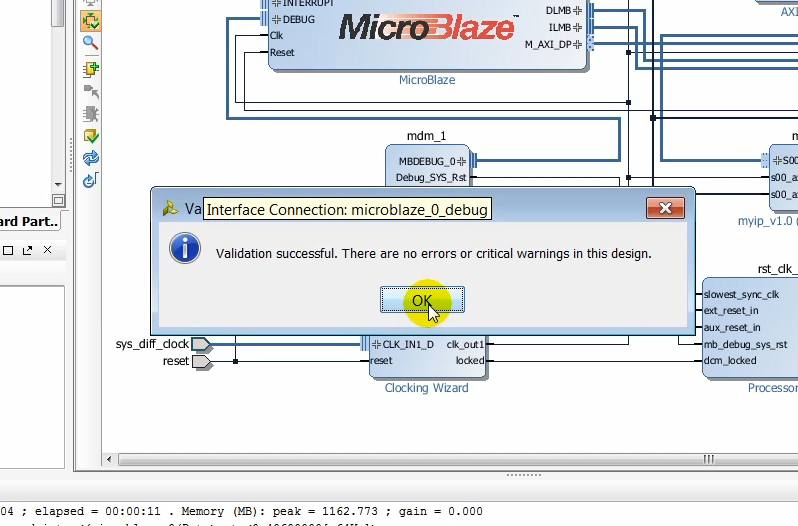 INTERRUPT
DEBUG
Clk
Reset
MicroBlaze™
DLMB
ILMB
M_AXI_DP
AXI
MicroBlaze
mdm_1
MBDEBUG_0
Debug_SYS_Rst
S00
s00_a
s00_a
myip_v1.0 (
ard Part..
Va
Interface Connection: microblaze_0_debug
Validation successful. There are no errors or critical warnings in this design.
OK
rst_clk_
slowest_sync_clk
ext_reset_in
aux_reset_in
mb_debug_sys_rst
dcm_locked
Processor
sys_diff_clock
reset
CLK_IN1_D
clk_out1
reset
locked
Clocking Wizard
04 ; elapsed = 00:00:11 . Memory (MB): peak = 1162.773 ; gain = 0.000